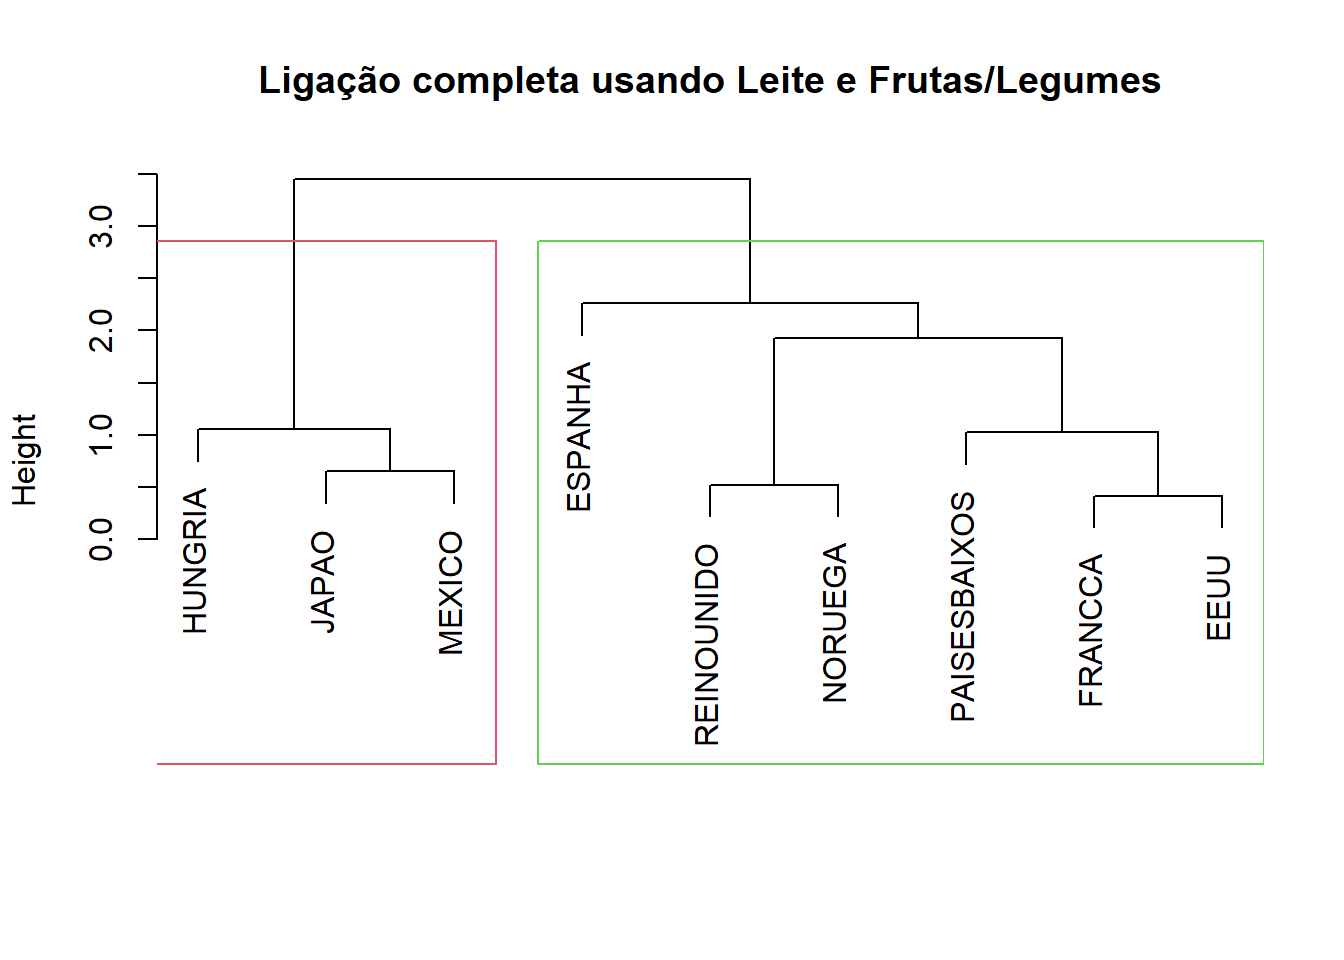 Ligação completa usando Leite e Frutas/Legumes
Height
3.0
2.0
1.0
0.0
HUNGRIA
JAPAO
MEXICO
ESPANHA
REINOUNIDO
NORUEGA
PAISESBAIXOS
FRANCCA
EEUU